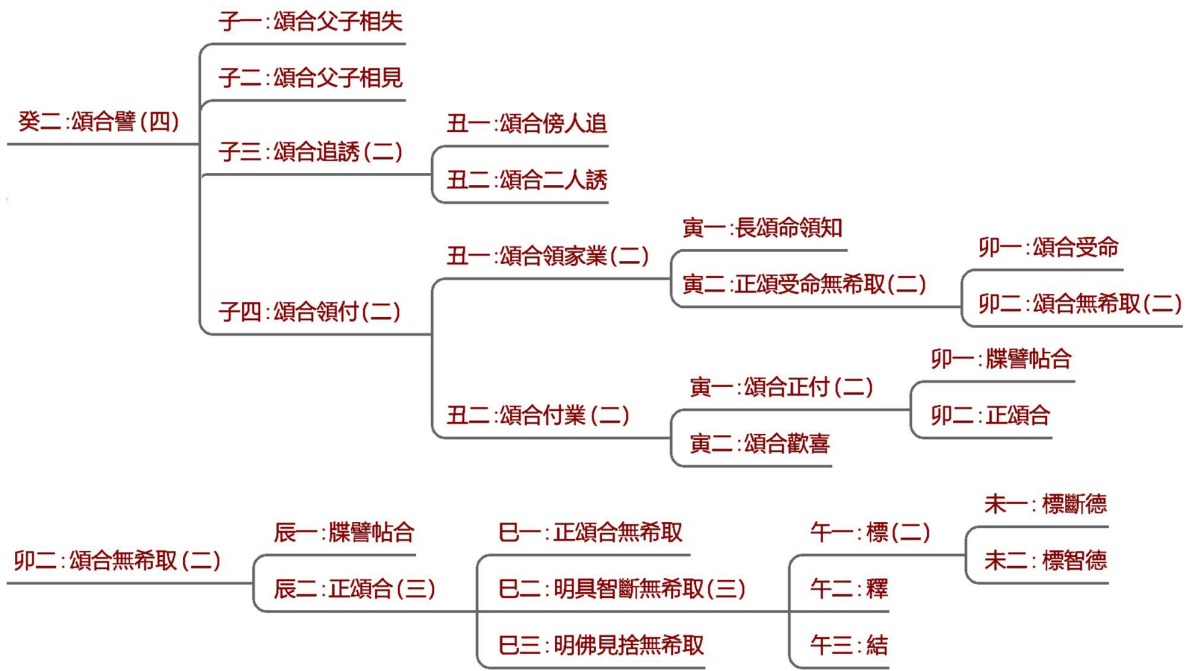 癸二:頌合譬(四)
子一:頌合父子相失
子二:頌合父子相見
子三:頌合追誘(二)
丑一:頌合傍人追
丑二:頌合二人誘
子四:頌合領付(二)
丑一:頌合領家業(二)
寅一:長頌命領知
寅二:正頌受命無希取(二)
卯一:頌合受命
卯二:頌合無希取(二)
丑二:頌合付業(二)
寅一:頌合正付(二)
卯一:牒譬帖合
卯二:正頌合
寅二:頌合歡喜
卯二:頌合無希取(二)
辰一:牒譬帖合
辰二:正頌合(三)
巳一:正頌合無希取
巳二:明具智斷無希取(三)
午一:標(二)
未一:標斷德
未二:標智德
午二:釋
午三:結
巳三:明佛見捨無希取